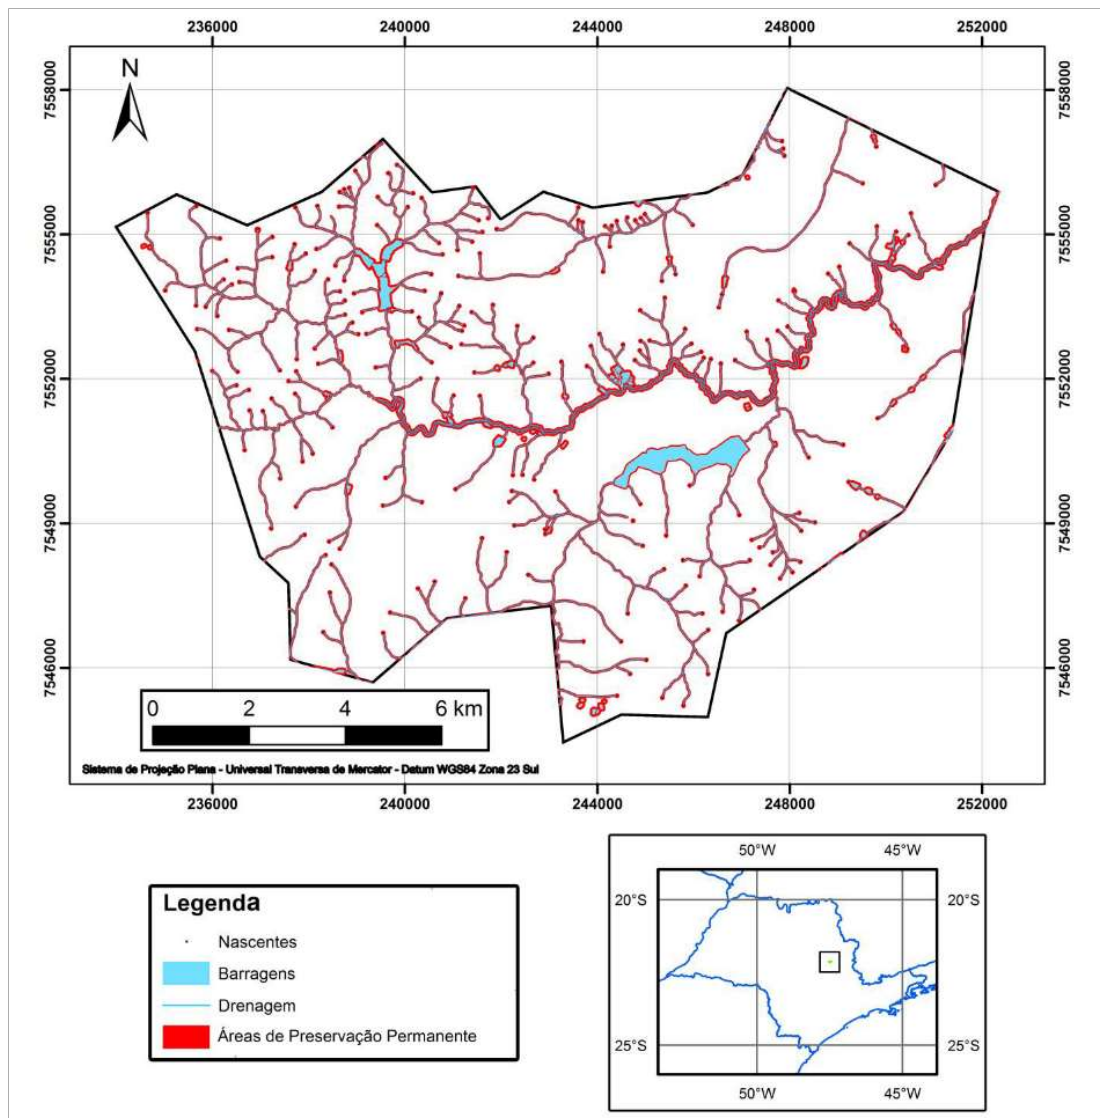 236000 240000 244000 248000 252000
N
7558000 7558000
7555000 7555000
7552000 7552000
7549000 7549000
7546000 7546000
0 2 4 6 km
Sistema de Projeção Plana - Universal Transversa de Mercator - Datum WGS84 Zona 23 Sul
236000 240000 244000 248000 252000
Legenda
Nascentes
Barragens
Drenagem
Áreas de Preservação Permanente
50°W 45°W
20°S 20°S
25°S 25°S
50°W 45°W